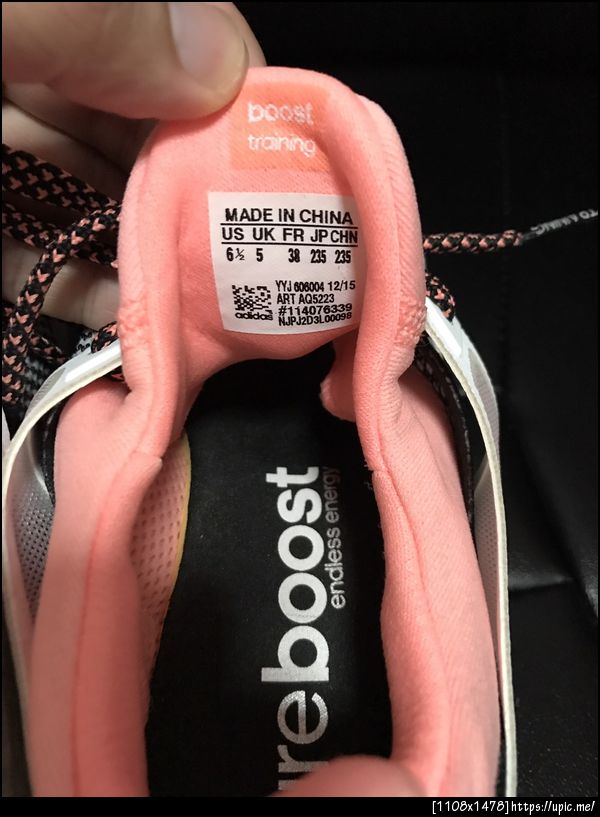 boost
training
MADE IN CHINA
US UK FR JP CHN
6½ 5 38 235 235
YYJ 606004 12/15
ART AQ5223
#114076339
NJPJ2D3L00098
adidas
ureboost
endless energy
[1108x1478]https://upic.me/